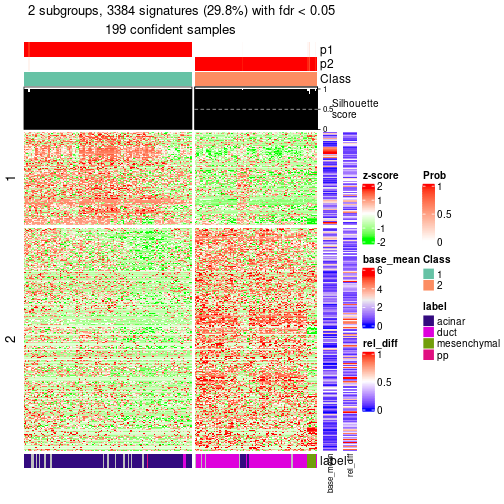 2 subgroups, 3384 signatures (29.8%) with fdr < 0.05
199 confident samples
p1
p2
Class
1
0.5
0
Silhouette
score
1
2
z-score
2
1
0
-1
-2
Prob
1
0.5
0
base_mean
6
4
2
0
Class
1
2
label
acinar
duct
mesenchymal
pp
rel_diff
1
0.5
0
label
base_mean
rel_diff